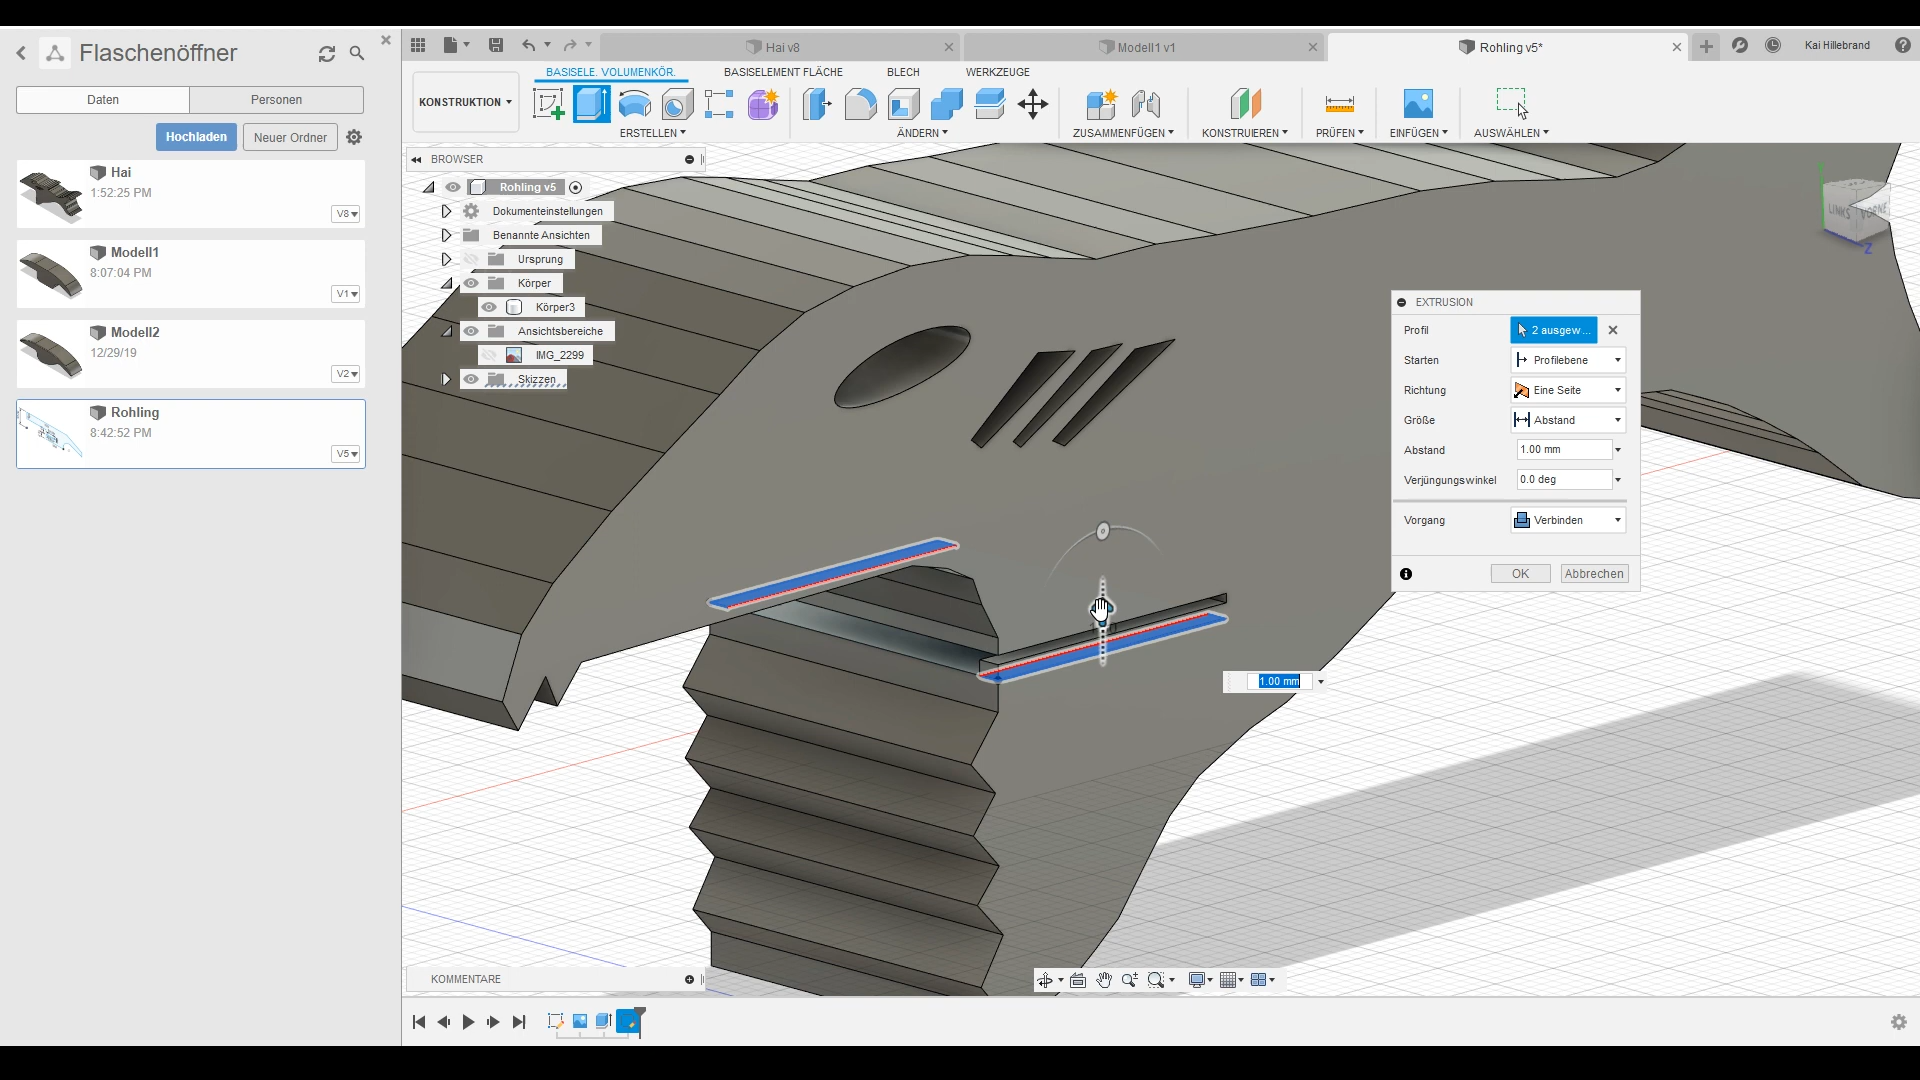 Flaschenöffner
Daten
Personen
Hochladen
Neuer Ordner
Hai
1:52:25 PM
V8
Modell1
8:07:04 PM
V1
Modell2
12/29/19
V2
Rohling
8:42:52 PM
V5
Hai v8
Modell1 v1
Rohling v5*
Kai Hillebrand
KONSTRUKTION
BASISELE. VOLUMENKÖR.
BASISELEMENT FLÄCHE
BLECH
WERKZEUGE
ERSTELLEN
ÄNDERN
ZUSAMMENFÜGEN
KONSTRUIEREN
PRÜFEN
EINFÜGEN
AUSWÄHLEN
BROWSER
Rohling v5
Dokumenteinstellungen
Benannte Ansichten
Ursprung
Körper
Körper3
Ansichtsbereiche
IMG_2299
Skizzen
LINKS
VORNE
Z
EXTRUSION
Profil
2 ausgew...
Starten
Profilebene
Richtung
Eine Seite
Größe
Abstand
Abstand
1.00 mm
Verjüngungswinkel
0.0 deg
Vorgang
Verbinden
OK
Abbrechen
1.00 mm
KOMMENTARE